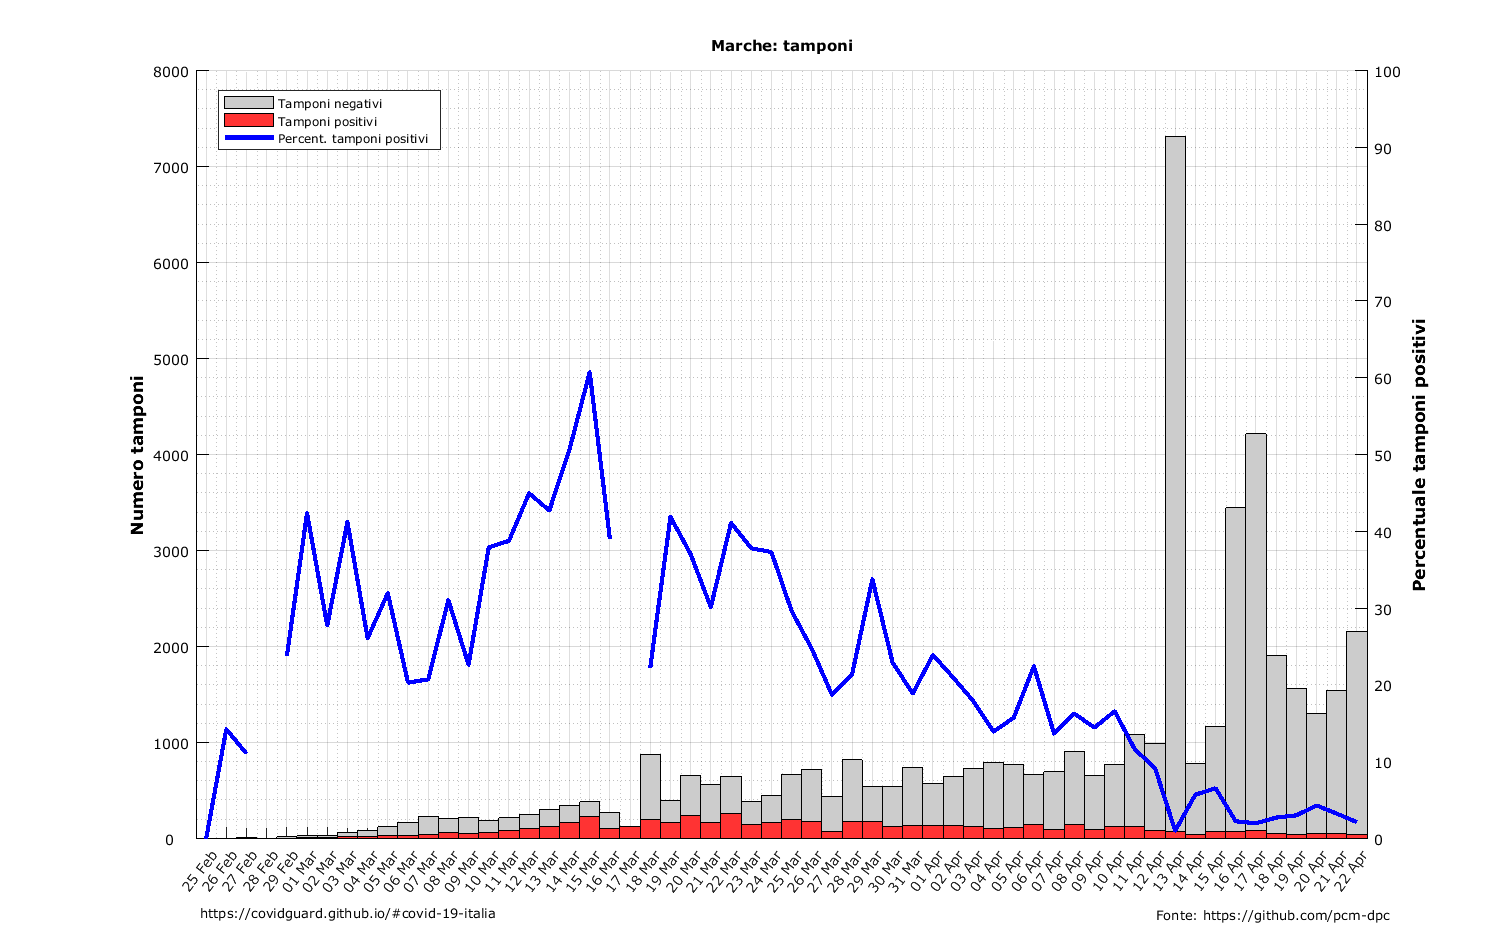 Marche: tamponi
8000
7000
6000
5000
4000
3000
2000
1000
0
Numero tamponi
Tamponi negativi
Tamponi positivi
Percent. tamponi positivi
100
90
80
70
60
50
40
30
20
10
0
Percentuale tamponi positivi
25 Feb
26 Feb
27 Feb
28 Feb
29 Feb
01 Mar
02 Mar
03 Mar
04 Mar
05 Mar
06 Mar
07 Mar
08 Mar
09 Mar
10 Mar
11 Mar
12 Mar
13 Mar
14 Mar
15 Mar
16 Mar
17 Mar
18 Mar
19 Mar
20 Mar
21 Mar
22 Mar
23 Mar
24 Mar
25 Mar
26 Mar
27 Mar
28 Mar
29 Mar
30 Mar
31 Mar
01 Apr
02 Apr
03 Apr
04 Apr
05 Apr
06 Apr
07 Apr
08 Apr
09 Apr
10 Apr
11 Apr
12 Apr
13 Apr
14 Apr
15 Apr
16 Apr
17 Apr
18 Apr
19 Apr
20 Apr
21 Apr
22 Apr
https://covidguard.github.io/#covid-19-italia
Fonte: https://github.com/pcm-dpc